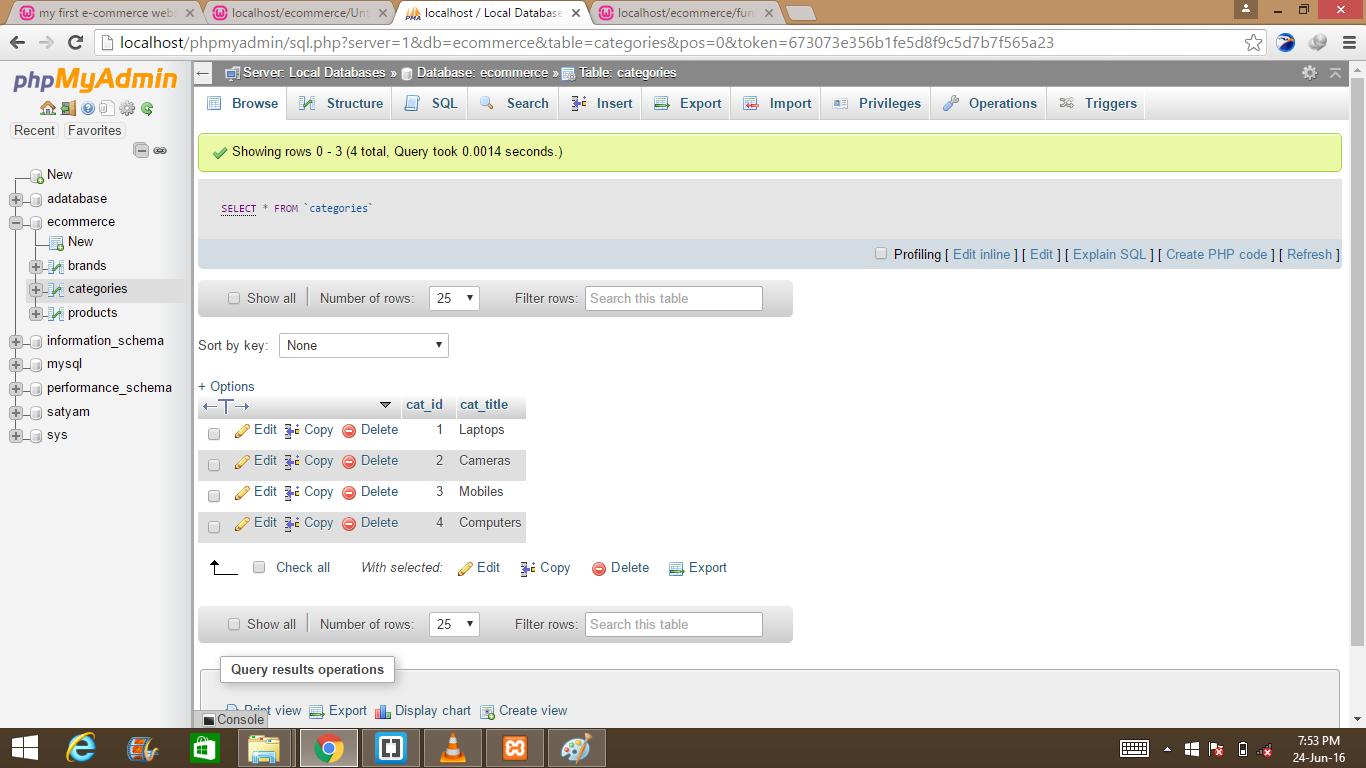 my first e-commerce webs
localhost/ecommerce/Unt
localhost / Local Database
localhost/ecommerce/fun
localhost/phpmyadmin/sql.php?server=1&db=ecommerce&table=categories&pos=0&token=673073e356b1fe5d8f9c5d7b7f565a23
phpMyAdmin
Recent Favorites
New
adatabase
ecommerce
New
brands
categories
products
information_schema
mysql
performance_schema
satyam
sys
Server: Local Databases » Database: ecommerce » Table: categories
Browse Structure SQL Search Insert Export Import Privileges Operations Triggers
Showing rows 0 - 3 (4 total, Query took 0.0014 seconds.)
SELECT * FROM `categories`
Profiling [ Edit inline ] [ Edit ] [ Explain SQL ] [ Create PHP code ] [ Refresh ]
Show all Number of rows: 25 Filter rows: Search this table
Sort by key: None
+ Options
cat_id cat_title
Edit Copy Delete 1 Laptops
Edit Copy Delete 2 Cameras
Edit Copy Delete 3 Mobiles
Edit Copy Delete 4 Computers
Check all With selected: Edit Copy Delete Export
Show all Number of rows: 25 Filter rows: Search this table
Query results operations
Print view Export Display chart Create view
Console
7:53 PM
24-Jun-16